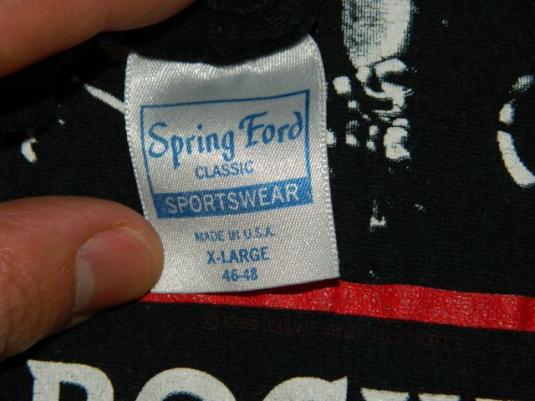 Spring Ford
CLASSIC
SPORTSWEAR
MADE IN U.S.A.
X-LARGE
46-48